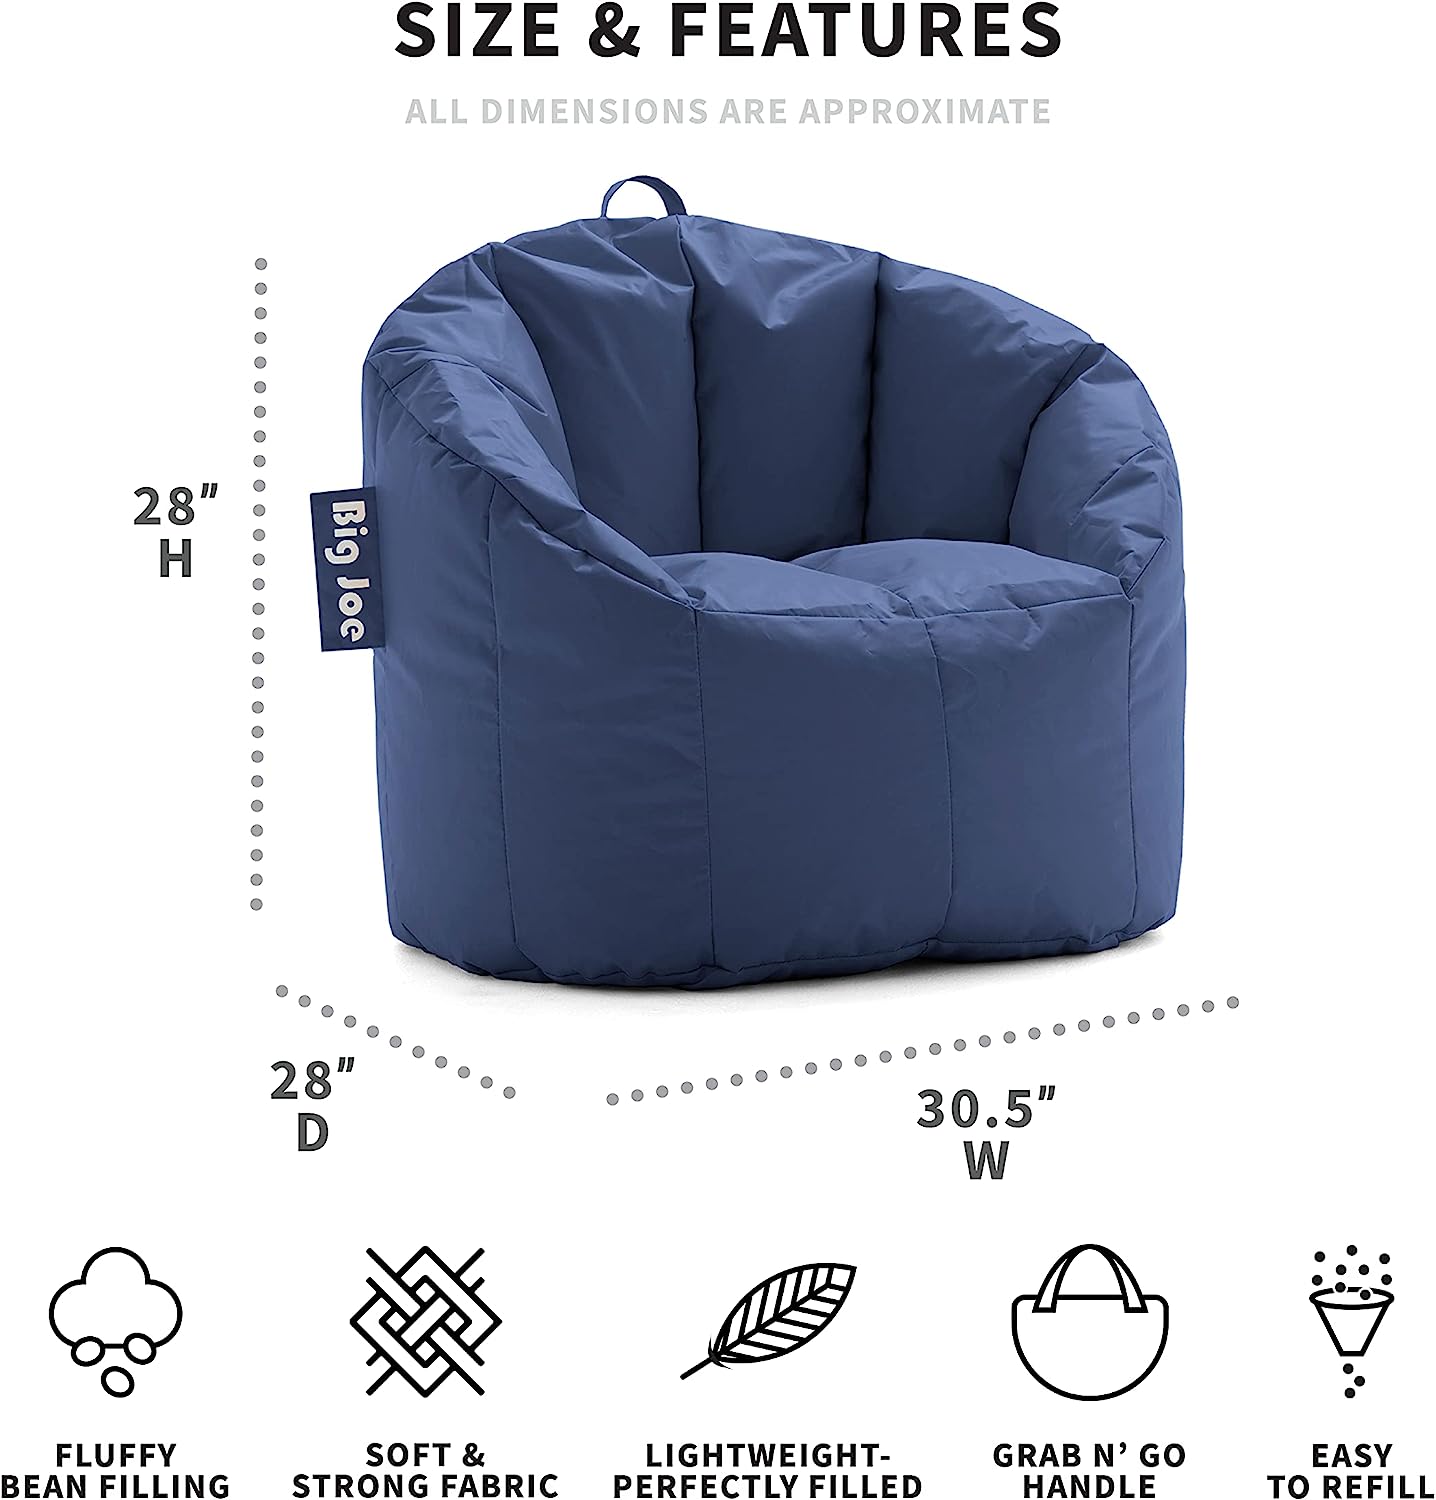 SIZE & FEATURES
ALL DIMENSIONS ARE APPROXIMATE
28"
H
Big Joe
28"
D
30.5"
W
FLUFFY
BEAN FILLING
SOFT &
STRONG FABRIC
LIGHTWEIGHT-
PERFECTLY FILLED
GRAB N’ GO
HANDLE
EASY
TO REFILL